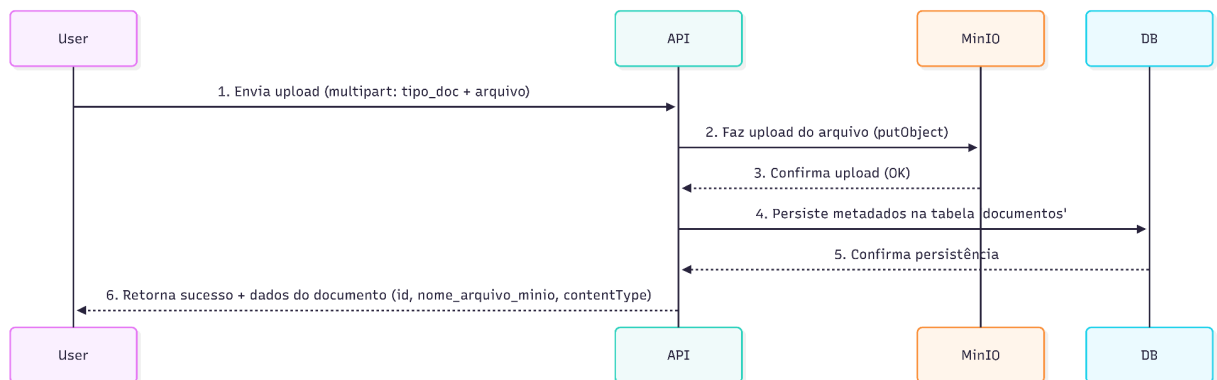 User
API
MinIO
DB
1. Envia upload (multipart: tipo_doc + arquivo)
2. Faz upload do arquivo (putObject)
3. Confirma upload (OK)
4. Persiste metadados na tabela 'documentos'
5. Confirma persistência
6. Retorna sucesso + dados do documento (id, nome_arquivo_minio, contentType)
User
API
MinIO
DB